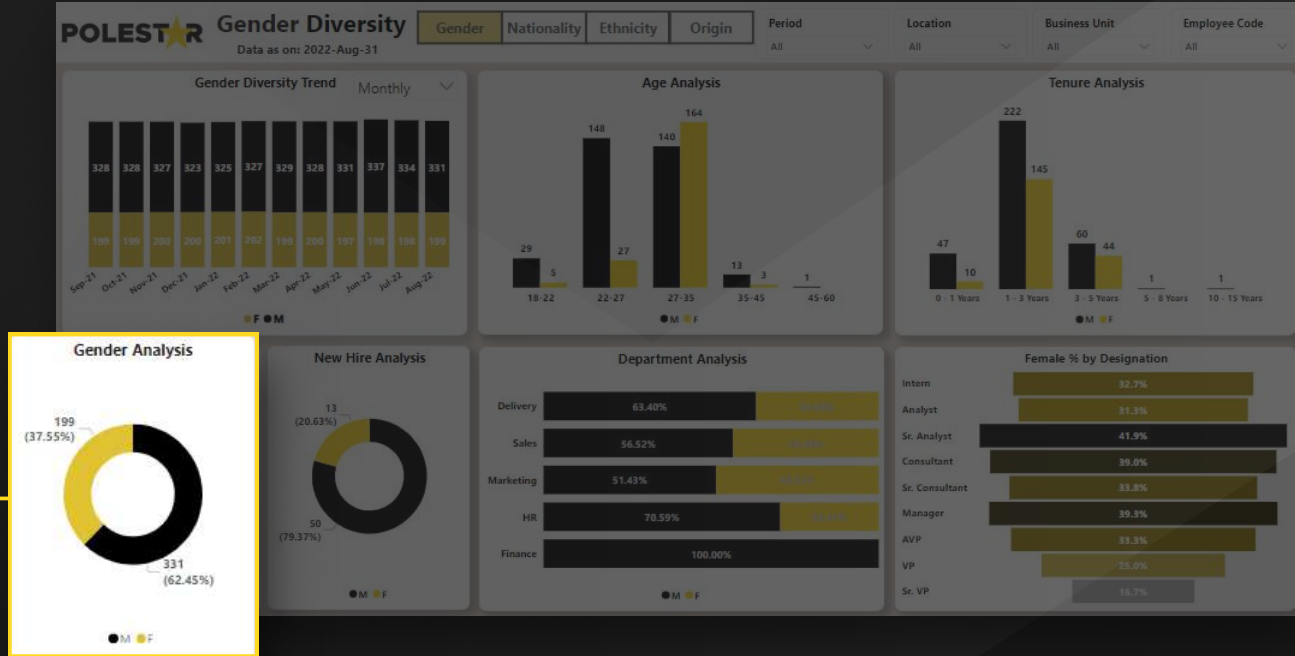 POLESTAR
Gender Diversity
Data as on: 2022-Aug-31
Gender Nationality Ethnicity Origin
Period
All
Location
All
Business Unit
All
Employee Code
All
Gender Diversity Trend
Monthly
328 328 327 323 325 327 329 328 331 337 334 331
199 199 200 200 201 202 199 200 197 198 198 199
Sep-21 Oct-21 Nov-21 Dec-21 Jan-22 Feb-22 Mar-22 Apr-22 May-22 Jun-22 Jul-22 Aug-22
F M
Age Analysis
29 5 148 27 140 164 13 3 1
18-22 22-27 27-35 35-45 45-60
M F
Tenure Analysis
47 10 222 145 60 44 1 1
0 - 1 Years 1 - 3 Years 3 - 5 Years 5 - 8 Years 10 - 15 Years
M F
Gender Analysis
199
(37.55%)
331
(62.45%)
M F
New Hire Analysis
13
(20.63%)
50
(79.37%)
M F
Department Analysis
Delivery 63.40%
Sales 56.52%
Marketing 51.43%
HR 70.59%
Finance 100.00%
M F
Female % by Designation
Intern 32.7%
Analyst 31.3%
Sr. Analyst 41.9%
Consultant 39.0%
Sr. Consultant 33.8%
Manager 39.3%
AVP 33.3%
VP 25.0%
Sr. VP 16.7%